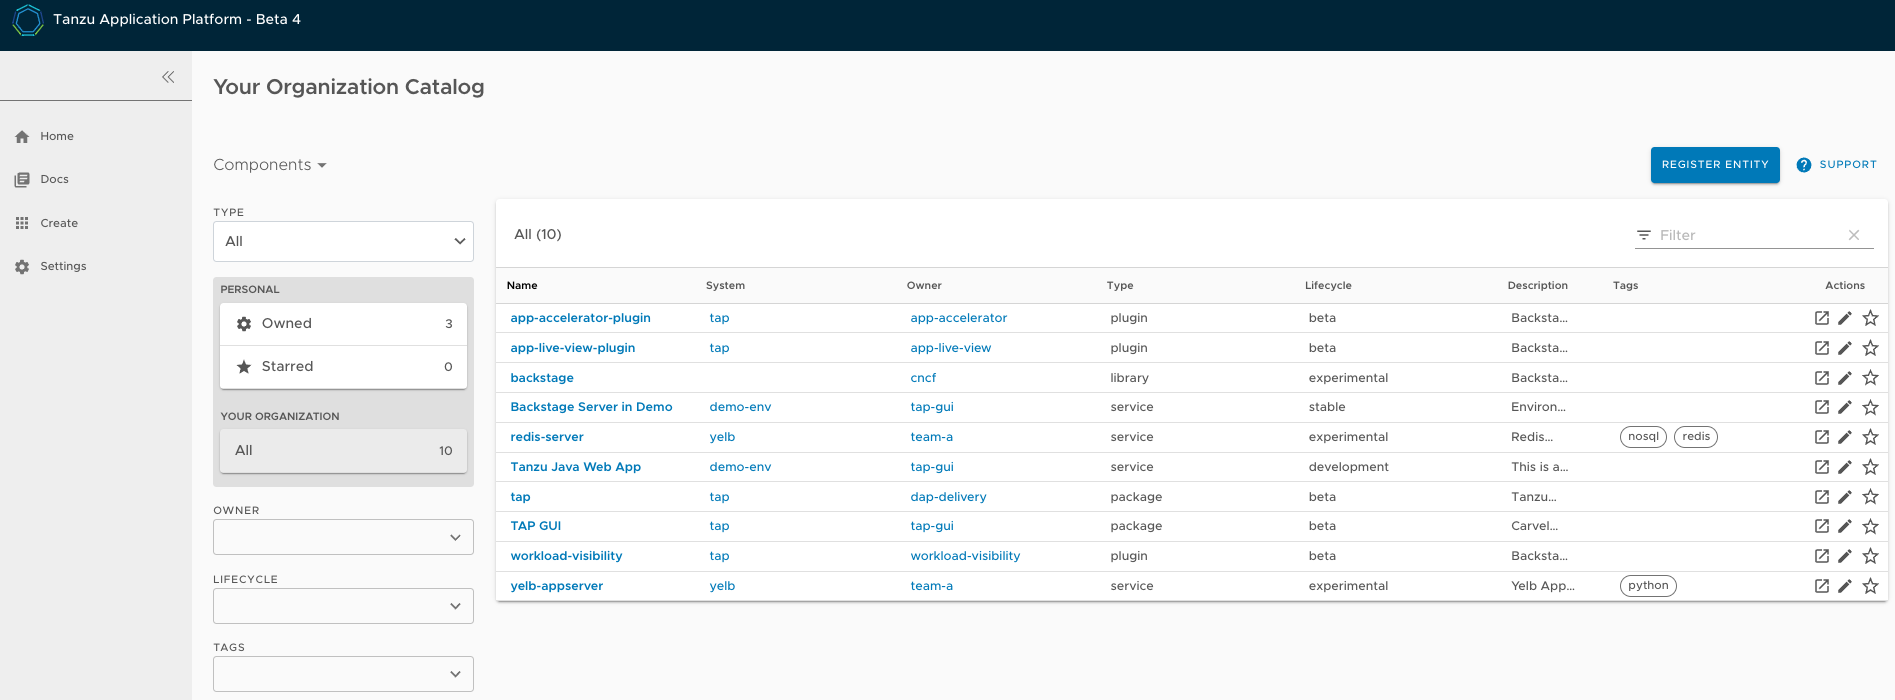 Tanzu Application Platform - Beta 4
Your Organization Catalog
Home
Docs
Create
Settings
Components
REGISTER ENTITY
SUPPORT
TYPE
All
PERSONAL
Owned 3
Starred 0
YOUR ORGANIZATION
All 10
OWNER
LIFECYCLE
TAGS
All (10)
Filter
Name System Owner Type Lifecycle Description Tags Actions
app-accelerator-plugin tap app-accelerator plugin beta Backsta...
app-live-view-plugin tap app-live-view plugin beta Backsta...
backstage cncf library experimental Backsta...
Backstage Server in Demo demo-env tap-gui service stable Environ...
redis-server yelb team-a service experimental Redis... nosql redis
Tanzu Java Web App demo-env tap-gui service development This is a...
tap tap dap-delivery package beta Tanzu...
TAP GUI tap tap-gui package beta Carvel...
workload-visibility tap workload-visibility plugin beta Backsta...
yelb-appserver yelb team-a service experimental Yelb App... python